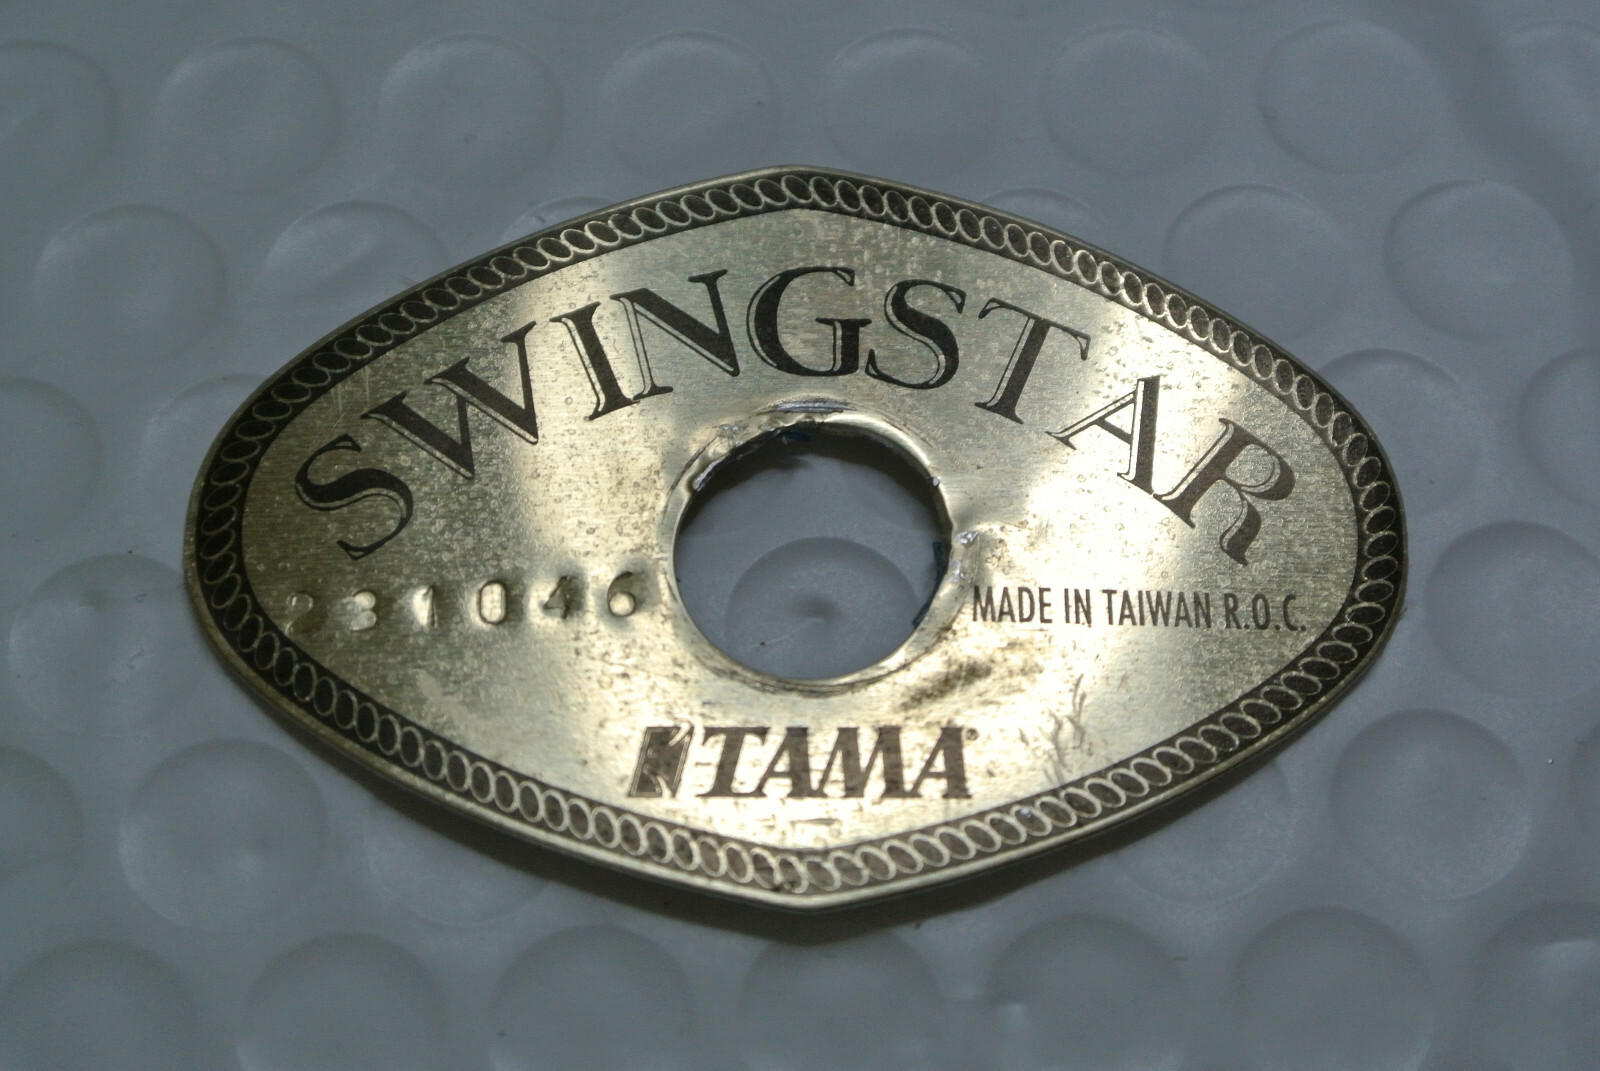 SWINGSTAR
231046
MADE IN TAIWAN R.O.C.
TAMA